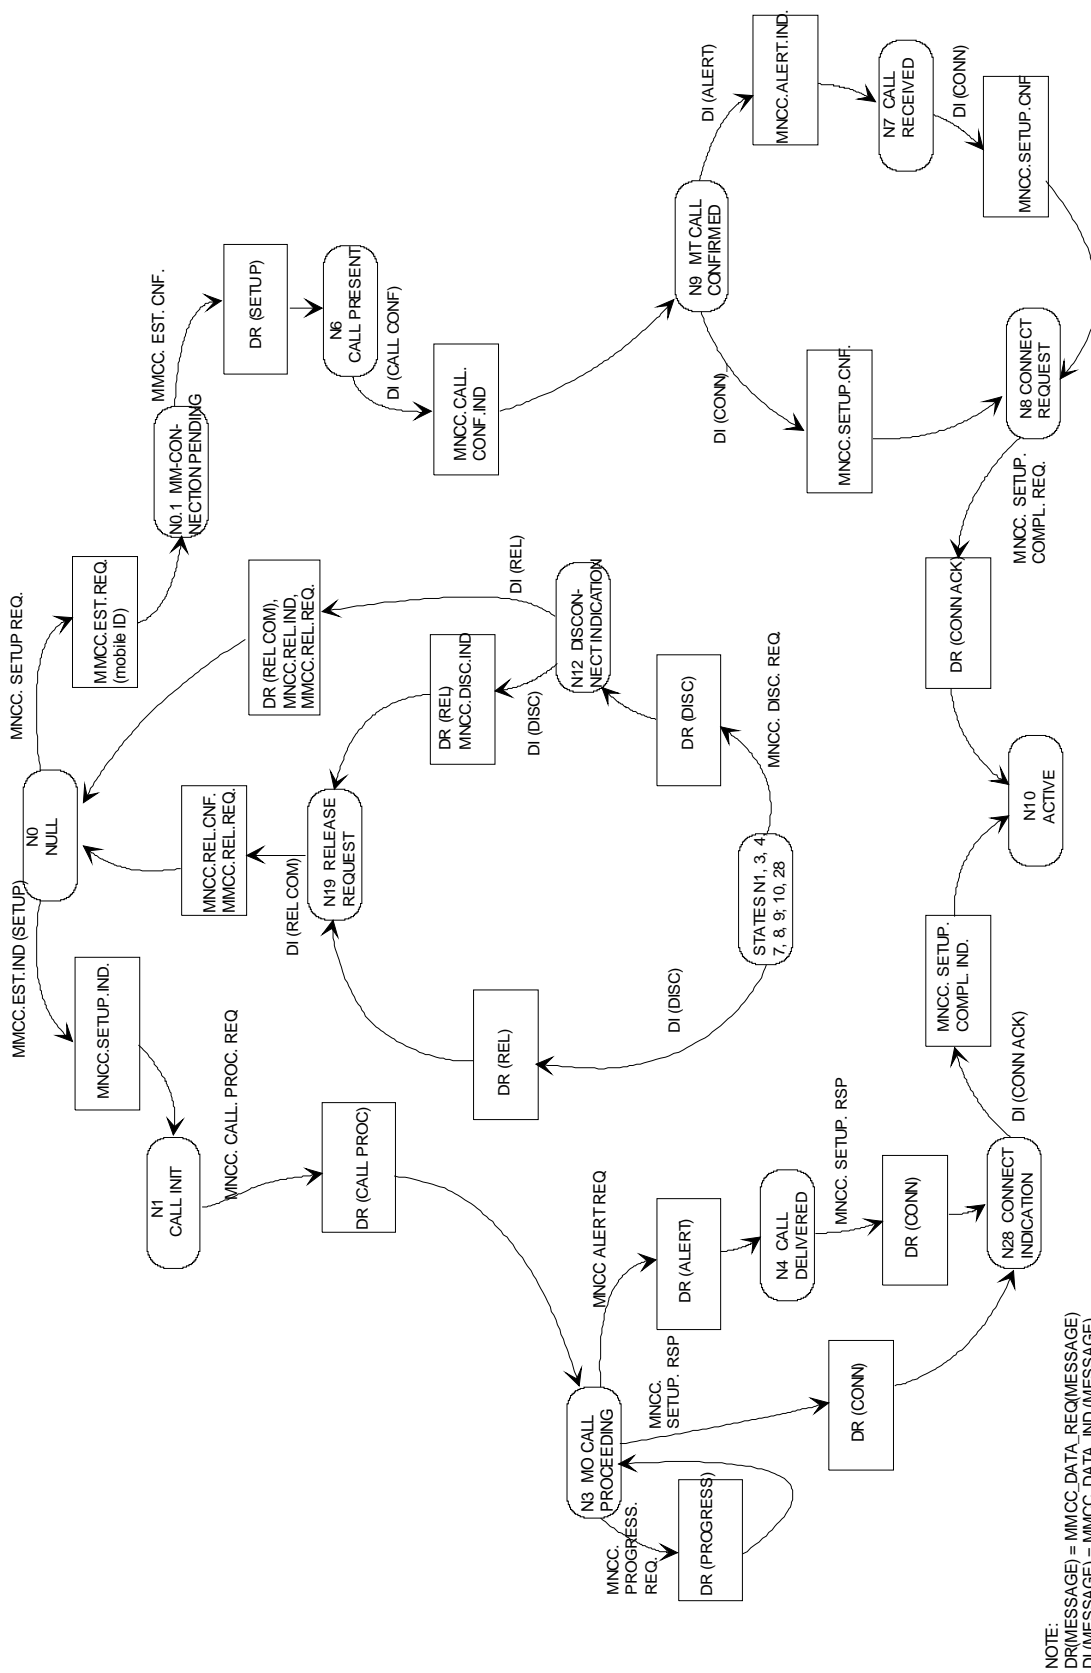 N0
NULL
MNCC. SETUP REQ.
MMCC.EST.REQ.
(mobile ID)
N0.1 MM-CON-
NECTION PENDING
MMCC. EST. CNF.
DR (SETUP)
N6
CALL PRESENT
DI (CALL CONF)
MNCC.CALL.
CONF.IND
N9 MT CALL
CONFIRMED
DI (ALERT)
MNCC.ALERT.IND.
N7 CALL
RECEIVED
DI (CONN)
MNCC.SETUP.CNF
DI (CONN)
MNCC.SETUP.CNF.
N8 CONNECT
REQUEST
MNCC. SETUP.
COMPL. REQ.
DR (CONN ACK)
N10
ACTIVE
MMCC.EST.IND (SETUP)
MNCC.SETUP.IND.
N1
CALL INIT
MNCC. CALL. PROC. REQ
DR (CALL PROC)
N3 MO CALL
PROCEEDING
MNCC.
PROGRESS.
REQ.
DR (PROGRESS)
MNCC ALERT REQ
DR (ALERT)
N4 CALL
DELIVERED
MNCC. SETUP. RSP
DR (CONN)
MNCC.
SETUP. RSP
DR (CONN)
N28 CONNECT
INDICATION
DI (CONN ACK)
MNCC. SETUP.
COMPL. IND.
MNCC.REL.CNF.
MMCC.REL.REQ.
DI (REL COM)
N19 RELEASE
REQUEST
DR (REL COM),
MNCC.REL.IND,
MMCC.REL.REQ.
DI (REL)
DR (REL)
MNCC.DISC.IND
DI (DISC)
N12 DISCON-
NECT INDICATION
DR (DISC)
MNCC. DISC. REQ.
STATES N1, 3, 4,
7, 8, 9; 10, 28
DI (DISC)
DR (REL)
NOTE:
DR(MESSAGE) = MMCC_DATA_REQ(MESSAGE)
DI (MESSAGE) = MMCC_DATA_IND (MESSAGE)